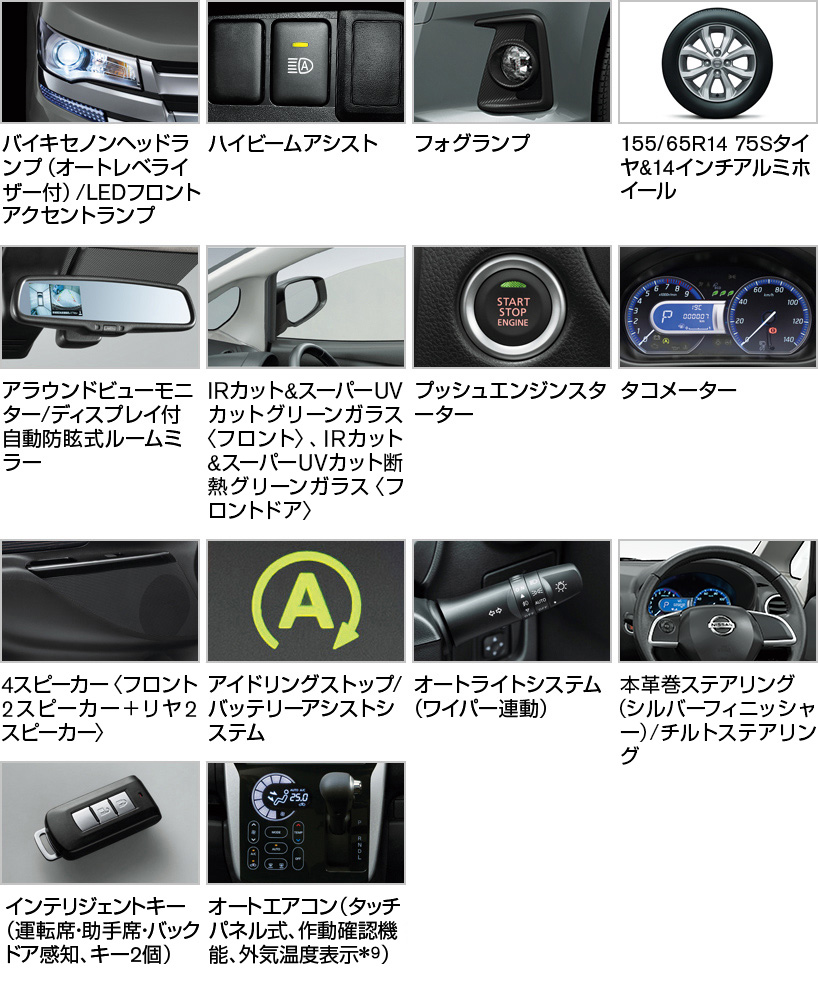 バイキセノンヘッドラ
ンプ（オートレベライ
ザー付）/LEDフロント
アクセントランプ
ハイビームアシスト
フォグランプ
155/65R14 75Sタイ
ヤ&14インチアルミホ
イール
アラウンドビューモニ
ター/ディスプレイ付
自動防眩式ルームミ
ラー
IRカット&スーパーUV
カットグリーンガラス
〈フロント〉、IRカット
&スーパーUVカット断
熱グリーンガラス〈フ
ロントドア〉
START
STOP
ENGINE
プッシュエンジンスタ
ーター
タコメーター
4スピーカー〈フロント
2スピーカー＋リヤ2
スピーカー〉
A
アイドリングストップ/
バッテリーアシストシ
ステム
AUTO
オートライトシステム
（ワイパー連動）
NISSAN
本革巻ステアリング
（シルバーフィニッシャ
ー）/チルトステアリン
グ
インテリジェントキー
（運転席・助手席・バック
ドア感知、キー2個）
25.0
MODE
TEMP
AUTO
OFF
P
R
N
D
L
オートエアコン（タッチ
パネル式、作動確認機
能、外気温度表示*9）